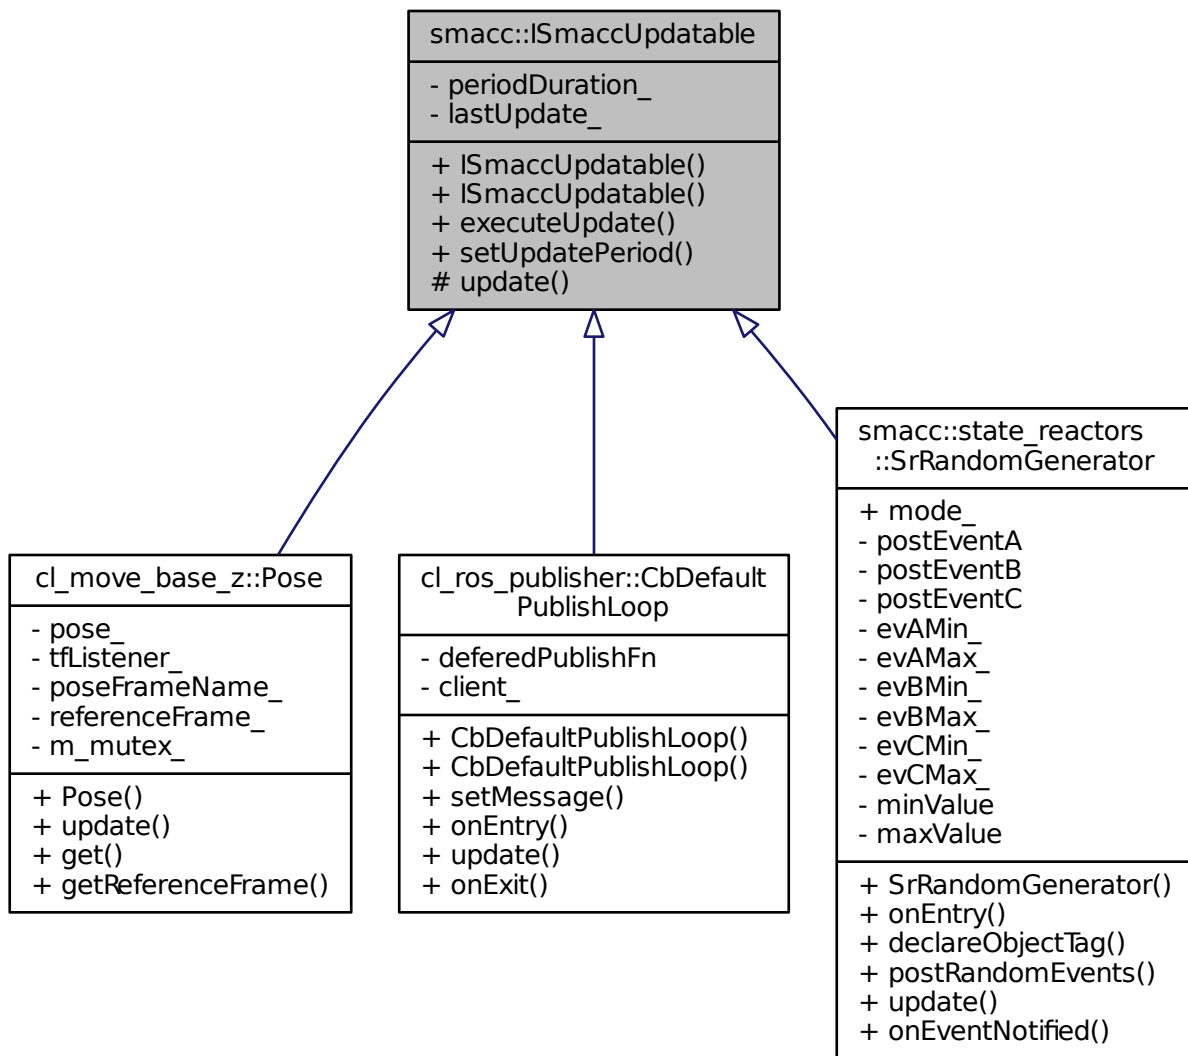 smacc::ISmaccUpdatable
- periodDuration_
- lastUpdate_
+ ISmaccUpdatable()
+ ISmaccUpdatable()
+ executeUpdate()
+ setUpdatePeriod()
# update()
cl_move_base_z::Pose
- pose_
- tfListener_
- poseFrameName_
- referenceFrame_
- m_mutex_
+ Pose()
+ update()
+ get()
+ getReferenceFrame()
cl_ros_publisher::CbDefault
PublishLoop
- deferedPublishFn
- client_
+ CbDefaultPublishLoop()
+ CbDefaultPublishLoop()
+ setMessage()
+ onEntry()
+ update()
+ onExit()
smacc::state_reactors
::SrRandomGenerator
+ mode_
- postEventA
- postEventB
- postEventC
- evAMin_
- evAMax_
- evBMin_
- evBMax_
- evCMin_
- evCMax_
- minValue
- maxValue
+ SrRandomGenerator()
+ onEntry()
+ declareObjectTag()
+ postRandomEvents()
+ update()
+ onEventNotified()